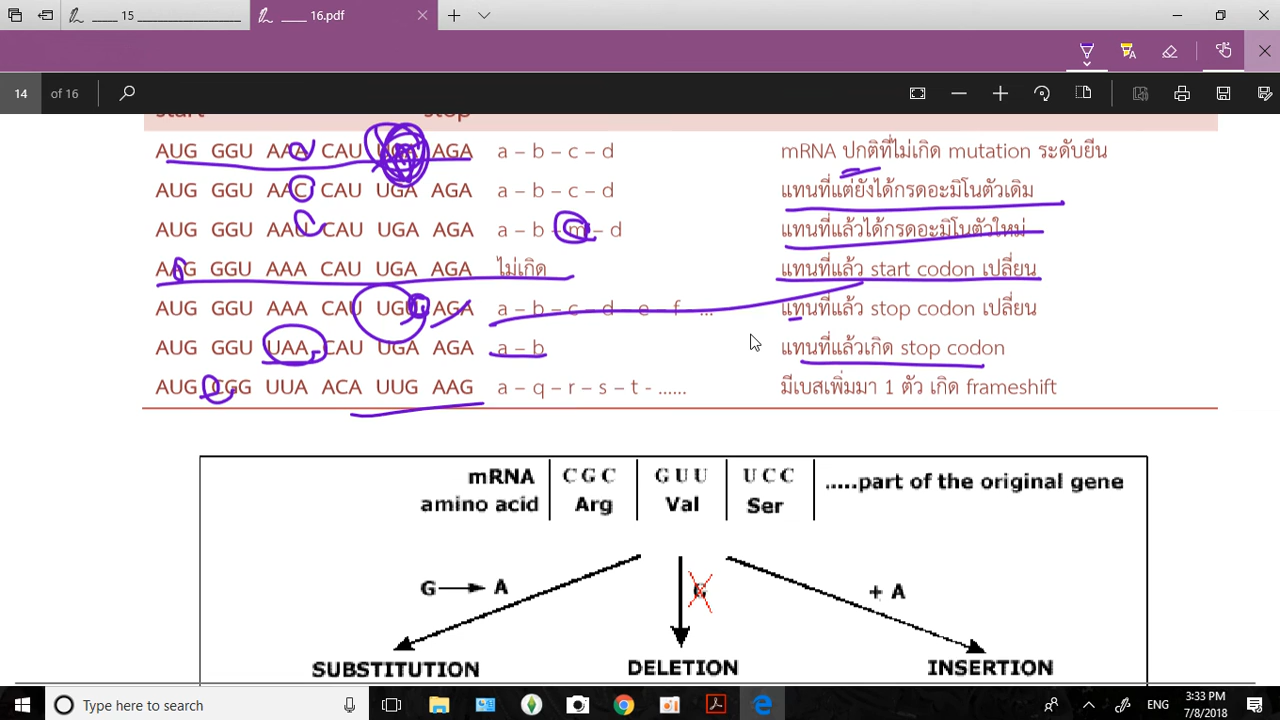 ____ 15 ________________
____ 16.pdf
14 of 16
start stop
AUG GGU AAA CAU UGA AGA a – b – c – d mRNA ปกติที่ไม่เกิด mutation ระดับยีน
AUG GGU AAC CAU UGA AGA a – b – c – d แทนที่แต่ยังได้กรดอะมิโนตัวเดิม
AUG GGU AAU CAU UGA AGA a – b – m – d แทนที่แล้วได้กรดอะมิโนตัวใหม่
AAG GGU AAA CAU UGA AGA ไม่เกิด แทนที่แล้ว start codon เปลี่ยน
AUG GGU AAA CAU UGU AGA a – b – c – d – e – f – ... แทนที่แล้ว stop codon เปลี่ยน
AUG GGU UAA CAU UGA AGA a – b แทนที่แล้วเกิด stop codon
AUG CGG UUA ACA UUG AAG a – q – r – s – t - ...... มีเบสเพิ่มมา 1 ตัว เกิด frameshift
mRNA CGC GUU UCC .....part of the original gene
amino acid Arg Val Ser
G A G + A
SUBSTITUTION DELETION INSERTION
Type here to search
ENG
3:33 PM
7/8/2018